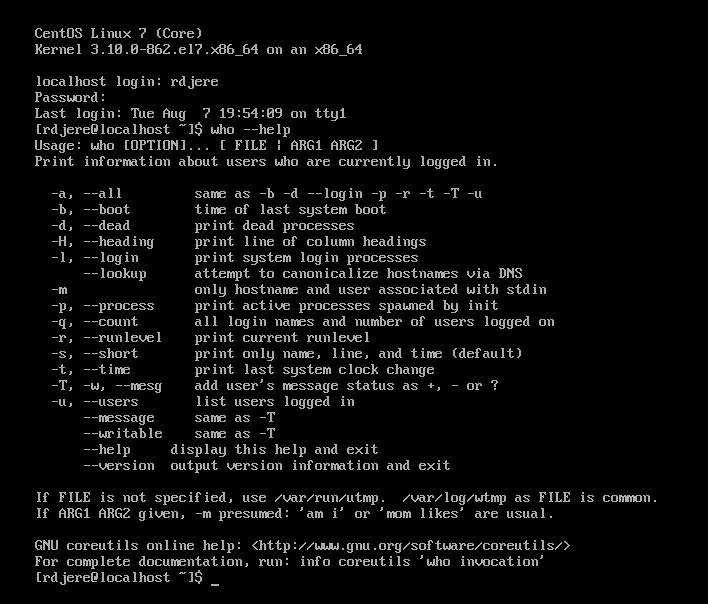 CentOS Linux 7 (Core)
Kernel 3.10.0-862.el7.x86_64 on an x86_64

localhost login: rdjere
Password:
Last login: Tue Aug  7 19:54:09 on tty1
[rdjere@localhost ~]$ who --help
Usage: who [OPTION]... [ FILE | ARG1 ARG2 ]
Print information about users who are currently logged in.

  -a, --all         same as -b -d --login -p -r -t -T -u
  -b, --boot        time of last system boot
  -d, --dead        print dead processes
  -H, --heading     print line of column headings
  -l, --login       print system login processes
      --lookup      attempt to canonicalize hostnames via DNS
  -m                only hostname and user associated with stdin
  -p, --process     print active processes spawned by init
  -q, --count       all login names and number of users logged on
  -r, --runlevel    print current runlevel
  -s, --short       print only name, line, and time (default)
  -t, --time        print last system clock change
  -T, -w, --mesg    add user's message status as +, - or ?
  -u, --users       list users logged in
      --message     same as -T
      --writable    same as -T
      --help     display this help and exit
      --version  output version information and exit

If FILE is not specified, use /var/run/utmp.  /var/log/wtmp as FILE is common.
If ARG1 ARG2 given, -m presumed: 'am i' or 'mom likes' are usual.

GNU coreutils online help: <http://www.gnu.org/software/coreutils/>
For complete documentation, run: info coreutils 'who invocation'
[rdjere@localhost ~]$ _